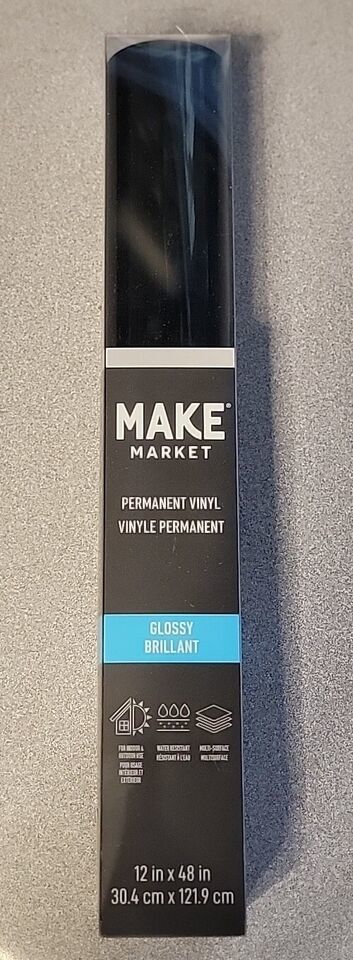 MAKE®
MARKET
PERMANENT VINYL
VINYLE PERMANENT
GLOSSY
BRILLANT
FOR INDOOR &
OUTDOOR USE
POUR USAGE
INTÉRIEUR ET
EXTÉRIEUR
WATER RESISTANT
RÉSISTANT À L'EAU
MULTI-SURFACE
MULTISURFACE
12 in x 48 in
30.4 cm x 121.9 cm